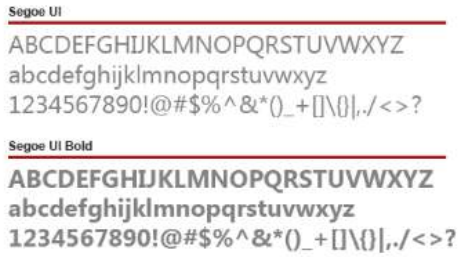 Segoe UI
ABCDEFGHIJKLMNOPQRSTUVWXYZ
abcdefghijklmnopqrstuvwxyz
1234567890!@#$%^&*()_+[]\{}|,./<>?
Segoe UI Bold
ABCDEFGHIJKLMNOPQRSTUVWXYZ
abcdefghijklmnopqrstuvwxyz
1234567890!@#$%^&*()_+[]\{}|,./<>?